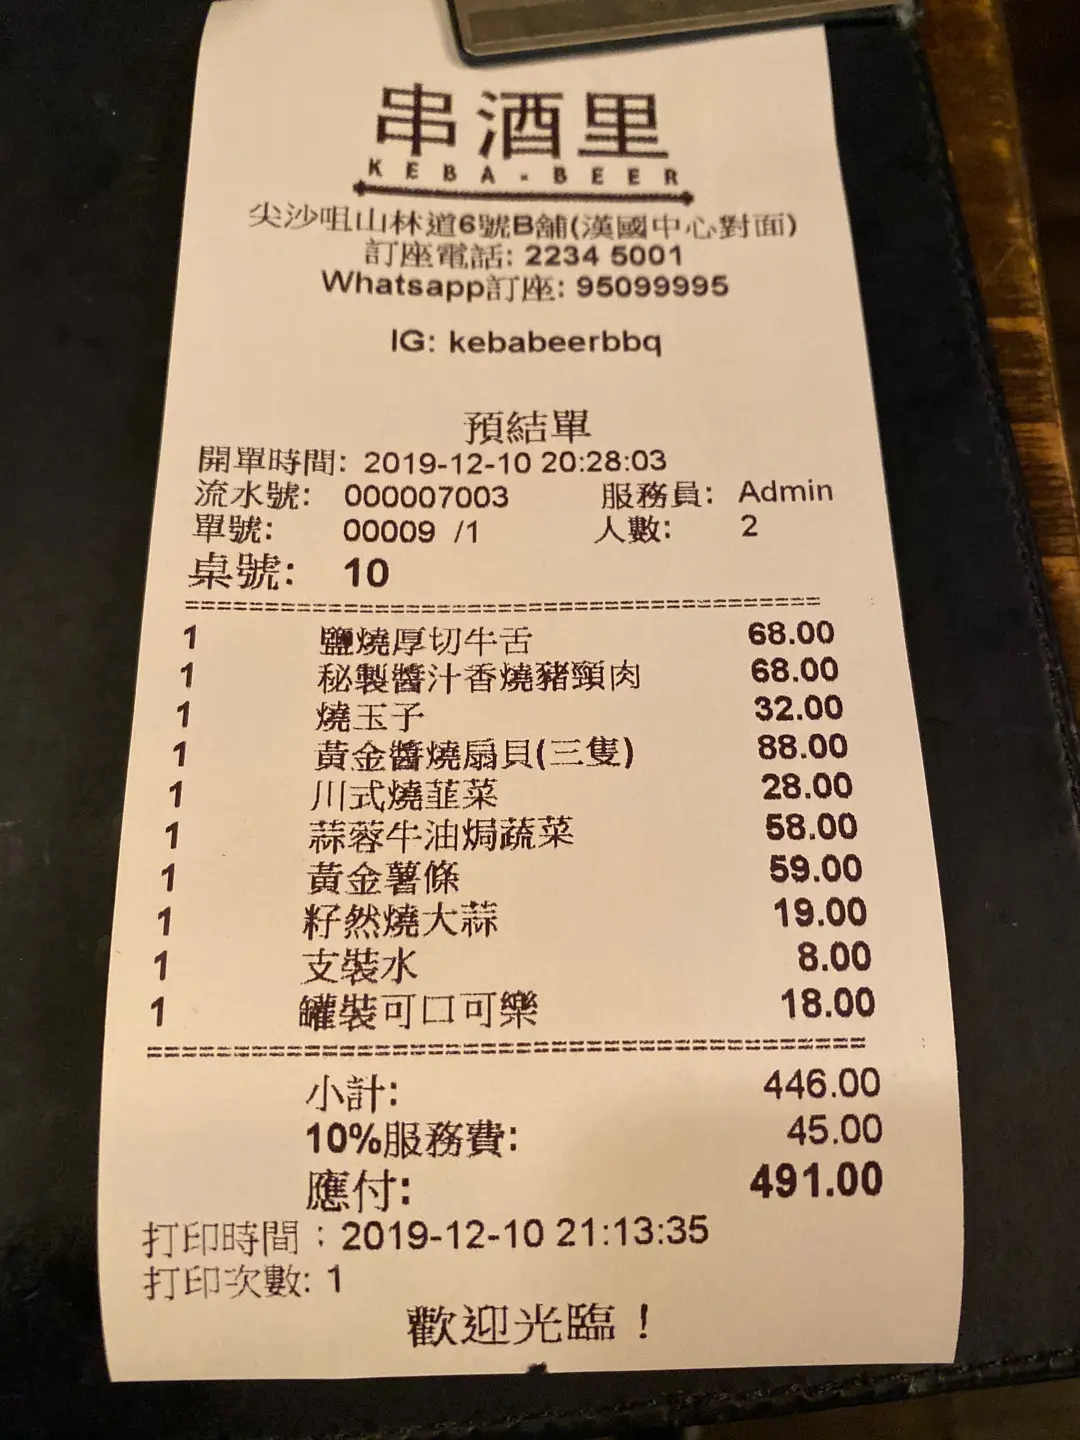 串酒里
KEBA-BEER
尖沙咀山林道6號B舖(漢國中心對面)
訂座電話: 2234 5001
Whatsapp訂座: 95099995
IG: kebabeerbbq
預結單
開單時間: 2019-12-10 20:28:03
流水號: 000007003 服務員: Admin
單號: 00009 /1 人數: 2
桌號: 10
1 鹽燒厚切牛舌 68.00
1 秘製醬汁香燒豬頸肉 68.00
1 燒玉子 32.00
1 黃金醬燒扇貝(三隻) 88.00
1 川式燒韮菜 28.00
1 蒜蓉牛油焗蔬菜 58.00
1 黃金薯條 59.00
1 籽然燒大蒜 19.00
1 支裝水 8.00
1 罐裝可口可樂 18.00
小計: 446.00
10%服務費: 45.00
應付: 491.00
打印時間：2019-12-10 21:13:35
打印次數: 1
歡迎光臨！